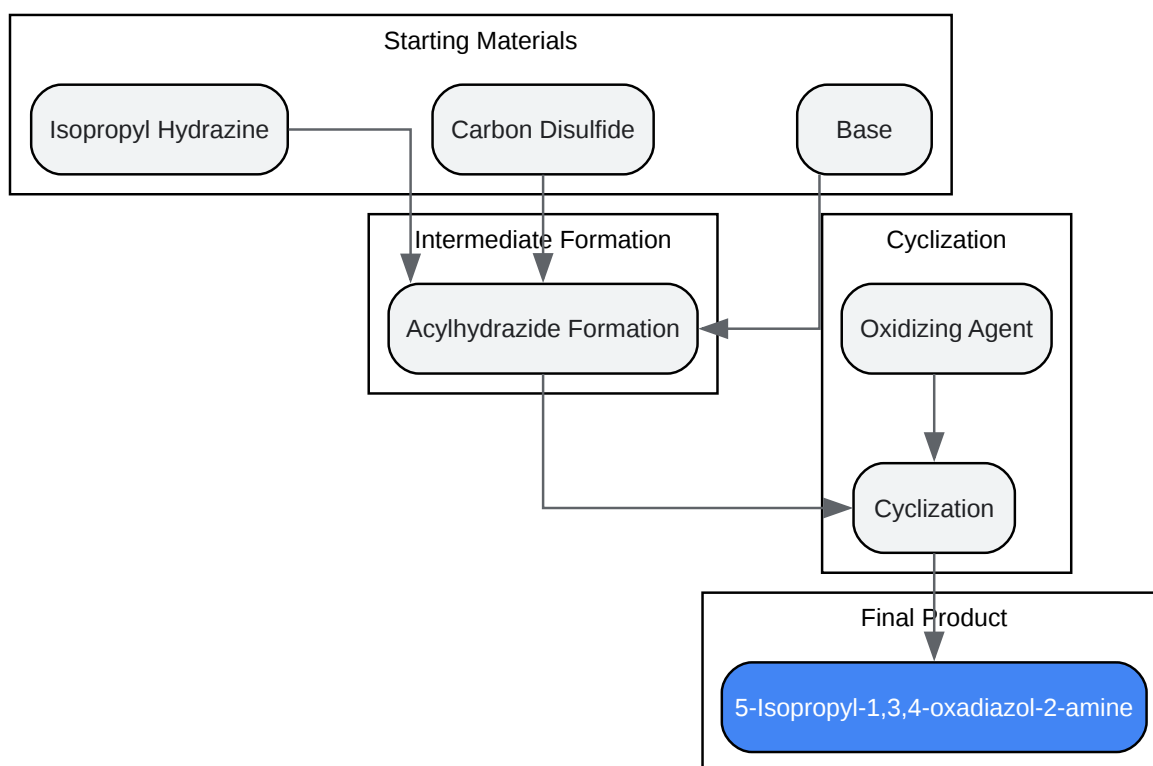 Starting Materials
Isopropyl Hydrazine
Carbon Disulfide
Base
Intermediate Formation
Cyclization
Acylhydrazide Formation
Oxidizing Agent
Cyclization
Final Product
5-Isopropyl-1,3,4-oxadiazol-2-amine